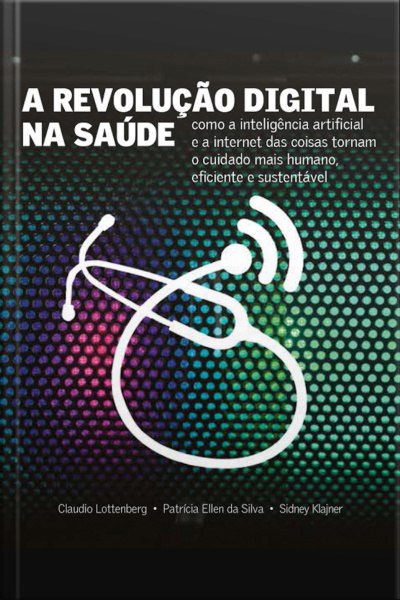 A REVOLUÇÃO DIGITAL
NA SAÚDE
como a inteligência artificial
e a internet das coisas tornam
o cuidado mais humano,
eficiente e sustentável
Claudio Lottenberg • Patrícia Ellen da Silva • Sidney Klajner